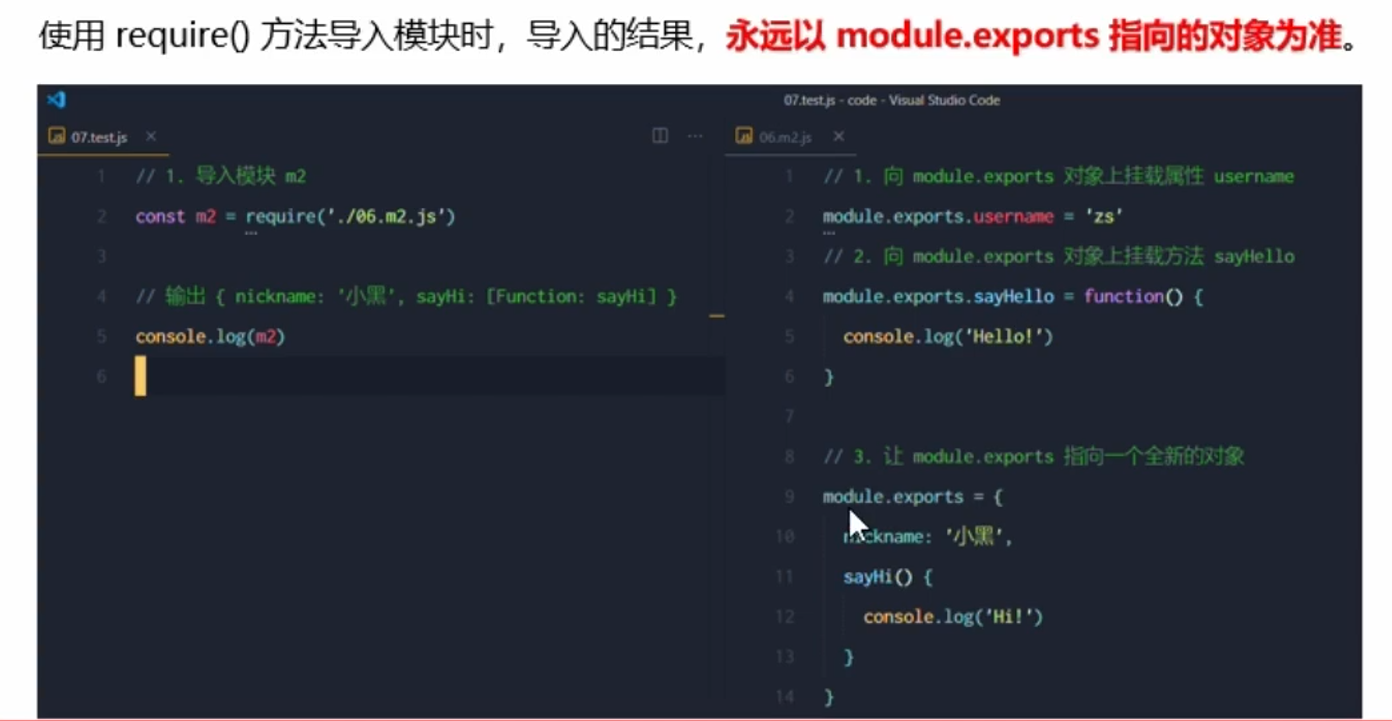 使用 require() 方法导入模块时，导入的结果，永远以 module.exports 指向的对象为准。
07.test.js - code - Visual Studio Code
07.test.js
1 // 1. 导入模块 m2
2 const m2 = require('./06.m2.js')
3
4 // 输出 { nickname: '小黑', sayHi: [Function: sayHi] }
5 console.log(m2)
6
06.m2.js
1 // 1. 向 module.exports 对象上挂载属性 username
2 module.exports.username = 'zs'
3 // 2. 向 module.exports 对象上挂载方法 sayHello
4 module.exports.sayHello = function() {
5 console.log('Hello!')
6 }
7
8 // 3. 让 module.exports 指向一个全新的对象
9 module.exports = {
10 nickname: '小黑',
11 sayHi() {
12 console.log('Hi!')
13 }
14 }